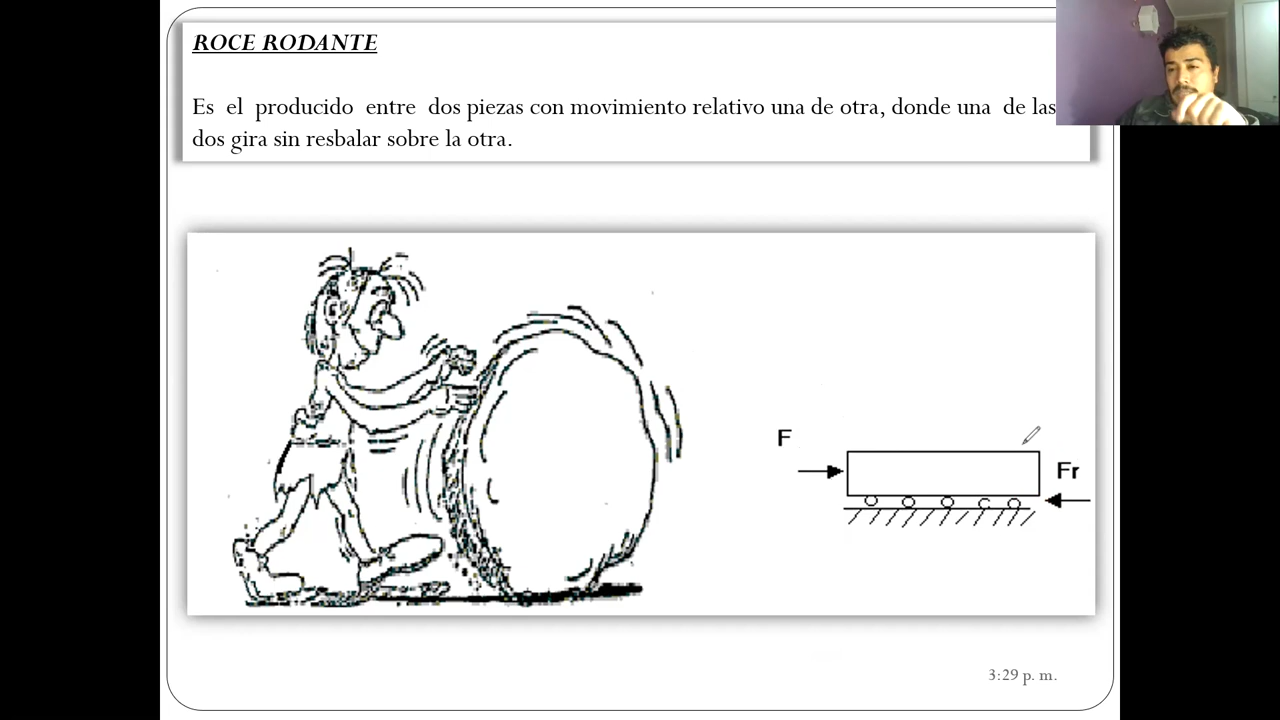 ROCE RODANTE
Es el producido entre dos piezas con movimiento relativo una de otra, donde una de las
dos gira sin resbalar sobre la otra.
F
Fr
3:29 p. m.